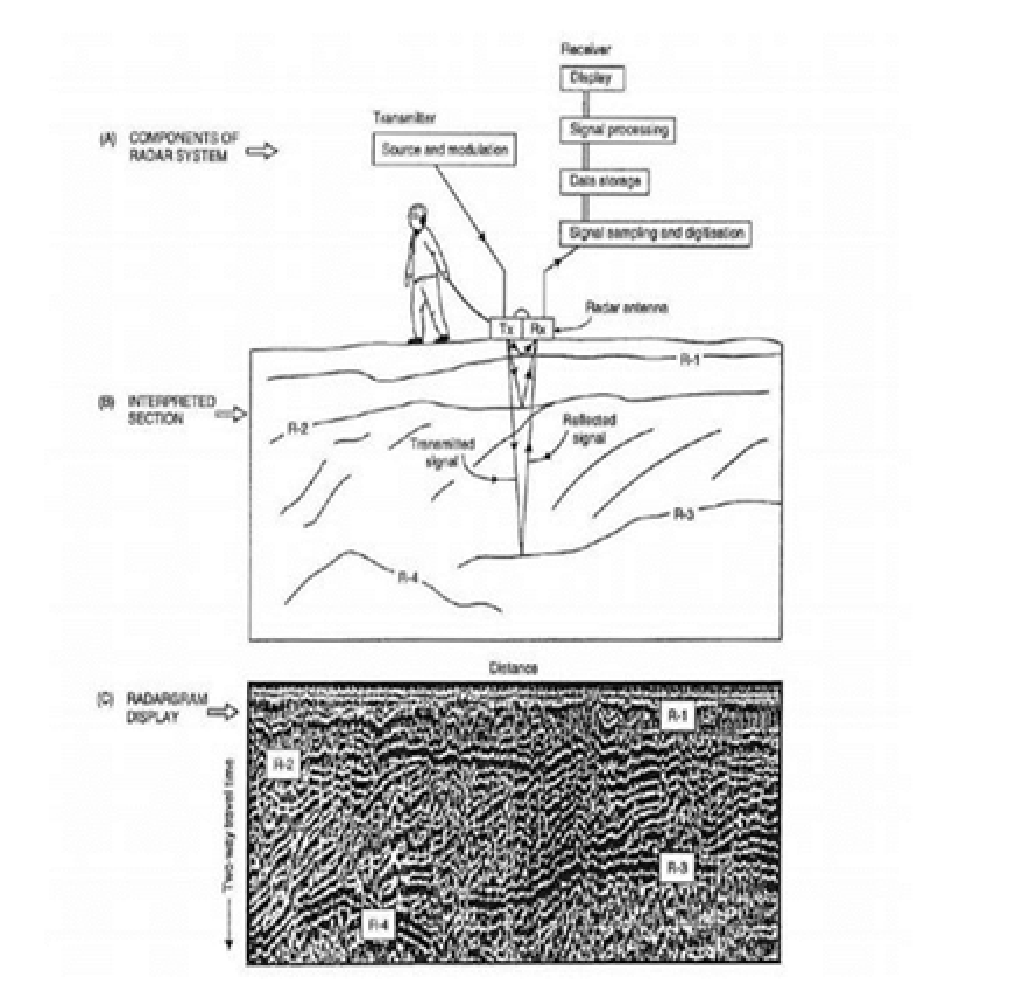 Receiver
Display
Transmitter
Signal processing
(A) COMPONENTS OF
RADAR SYSTEM
Source and modulation
Data storage
Signal sampling and digitisation
Radar antenna
Tx
Rx
R-1
(B) INTERPRETED
SECTION
R-2
Reflected
signal
Transmitted
signal
R-3
R-4
Distance
(C) RADARGRAM
DISPLAY
R-1
R-2
Two-way travel time
R-3
R-4